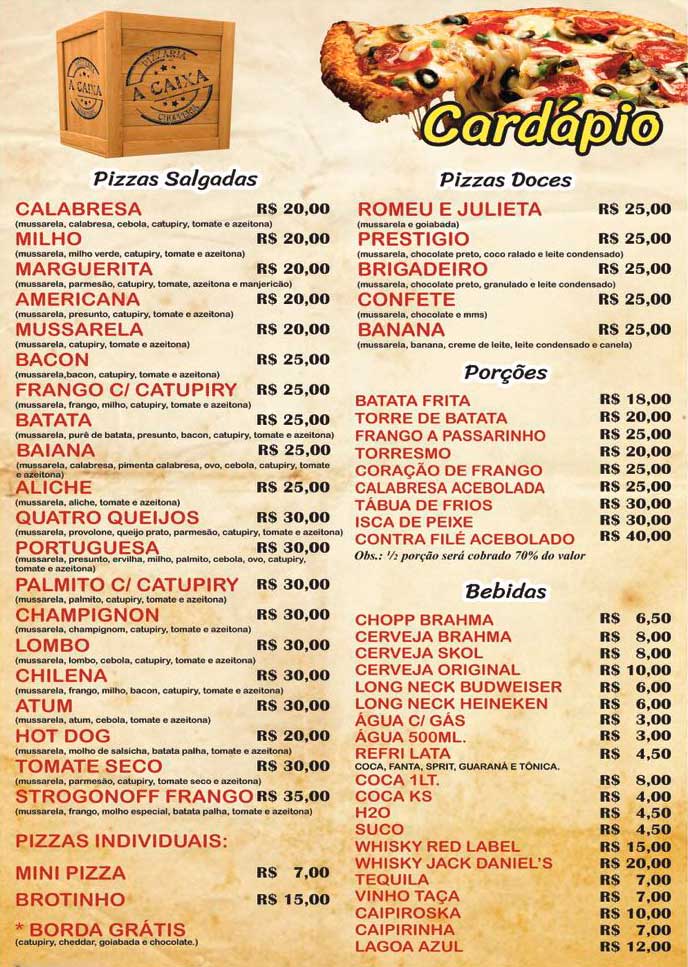 PIZZARIA
A CAIXA
CHOPERIA
A CAIXA
Cardápio
Pizzas Salgadas
CALABRESA R$ 20,00
(mussarela, calabresa, cebola, catupiry, tomate e azeitona)
MILHO R$ 20,00
(mussarela, milho verde, catupiry, tomate e azeitona)
MARGUERITA R$ 20,00
(mussarela, parmesão, catupiry, tomate, azeitona e manjericão)
AMERICANA R$ 20,00
(mussarela, presunto, catupiry, tomate e azeitona)
MUSSARELA R$ 20,00
(mussarela, catupiry, tomate e azeitona)
BACON R$ 25,00
(mussarela,bacon, catupiry, tomate e azeitona)
FRANGO C/ CATUPIRY R$ 25,00
(mussarela, frango, milho, catupiry, tomate e azeitona)
BATATA R$ 25,00
(mussarela, purê de batata, presunto, bacon, catupiry, tomate e azeitona)
BAIANA R$ 25,00
(mussarela, calabresa, pimenta calabresa, ovo, cebola, catupiry, tomate
e azeitona)
ALICHE R$ 25,00
(mussarela, aliche, tomate e azeitona)
QUATRO QUEIJOS R$ 30,00
(mussarela, provolone, queijo prato, parmesão, catupiry, tomate e azeitona)
PORTUGUESA R$ 30,00
(mussarela, presunto, ervilha, milho, palmito, cebola, ovo, catupiry,
tomate e azeitona)
PALMITO C/ CATUPIRY R$ 30,00
(mussarela, palmito, catupiry, tomate e azeitona)
CHAMPIGNON R$ 30,00
(mussarela, champignom, catupiry, tomate e azeitona)
LOMBO R$ 30,00
(mussarela, lombo, cebola, catupiry, tomate e azeitona)
CHILENA R$ 30,00
(mussarela, frango, milho, bacon, catupiry, tomate e azeitona)
ATUM R$ 30,00
(mussarela, atum, cebola, tomate e azeitona)
HOT DOG R$ 20,00
(mussarela, molho de salsicha, batata palha, tomate e azeitona)
TOMATE SECO R$ 30,00
(mussarela, parmesão, catupiry, tomate seco e azeitona)
STROGONOFF FRANGO R$ 35,00
(mussarela, frango, molho especial, batata palha, tomate e azeitona)
PIZZAS INDIVIDUAIS:
MINI PIZZA R$ 7,00
BROTINHO R$ 15,00
* BORDA GRÁTIS
(catupiry, cheddar, goiabada e chocolate.)
Pizzas Doces
ROMEU E JULIETA R$ 25,00
(mussarela e goiabada)
PRESTIGIO R$ 25,00
(mussarela, chocolate preto, coco ralado e leite condensado)
BRIGADEIRO R$ 25,00
(mussarela, chocolate preto, granulado e leite condensado)
CONFETE R$ 25,00
(mussarela, chocolate e mms)
BANANA R$ 25,00
(mussarela, banana, creme de leite, leite condensado e canela)
Porções
BATATA FRITA R$ 18,00
TORRE DE BATATA R$ 20,00
FRANGO A PASSARINHO R$ 25,00
TORRESMO R$ 20,00
CORAÇÃO DE FRANGO R$ 25,00
CALABRESA ACEBOLADA R$ 25,00
TÁBUA DE FRIOS R$ 30,00
ISCA DE PEIXE R$ 30,00
CONTRA FILÉ ACEBOLADO R$ 40,00
Obs.: ½ porção será cobrado 70% do valor
Bebidas
CHOPP BRAHMA R$ 6,50
CERVEJA BRAHMA R$ 8,00
CERVEJA SKOL R$ 8,00
CERVEJA ORIGINAL R$ 10,00
LONG NECK BUDWEISER R$ 6,00
LONG NECK HEINEKEN R$ 6,00
ÁGUA C/ GÁS R$ 3,00
ÁGUA 500ML. R$ 3,00
REFRI LATA R$ 4,50
COCA, FANTA, SPRIT, GUARANÁ E TÔNICA.
COCA 1LT. R$ 8,00
COCA KS R$ 4,00
H2O R$ 4,50
SUCO R$ 4,50
WHISKY RED LABEL R$ 15,00
WHISKY JACK DANIEL'S R$ 20,00
TEQUILA R$ 7,00
VINHO TAÇA R$ 7,00
CAIPIROSKA R$ 10,00
CAIPIRINHA R$ 7,00
LAGOA AZUL R$ 12,00